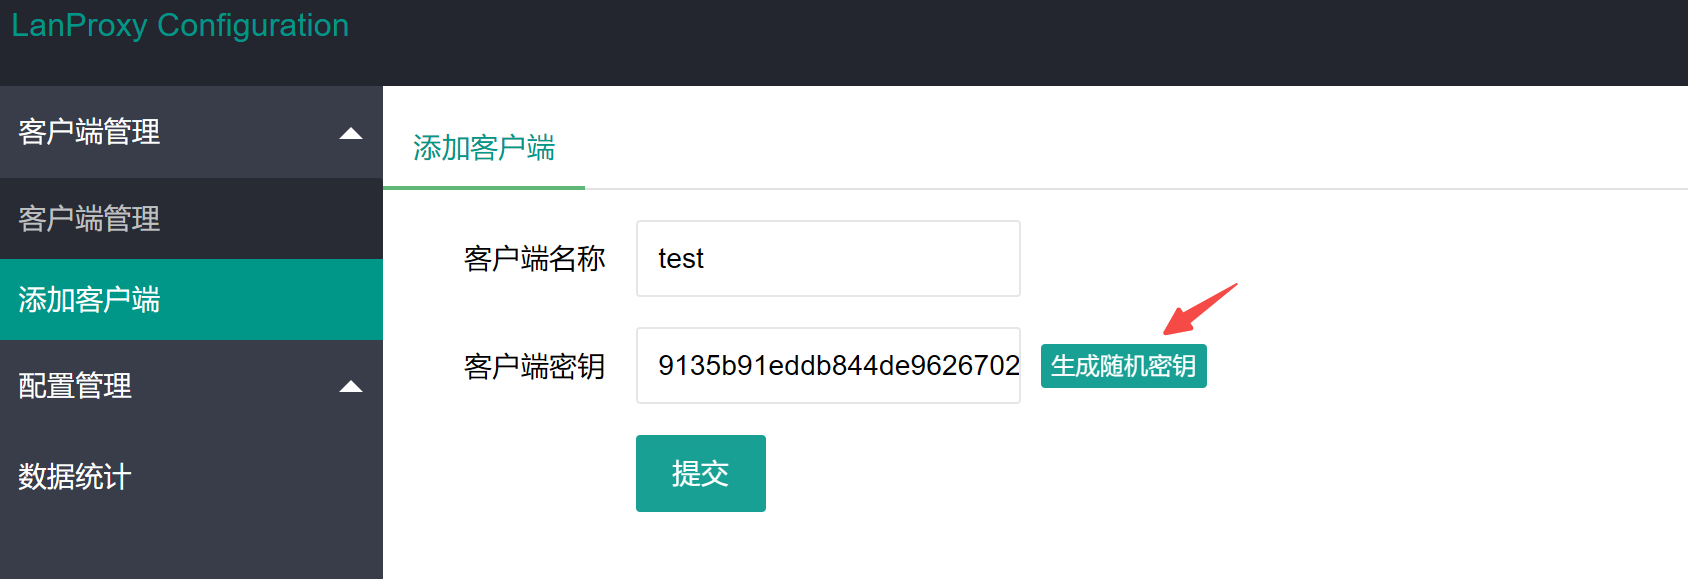 LanProxy Configuration
客户端管理
客户端管理
添加客户端
配置管理
数据统计
添加客户端
客户端名称 test
客户端密钥 9135b91eddb844de9626702 生成随机密钥
提交